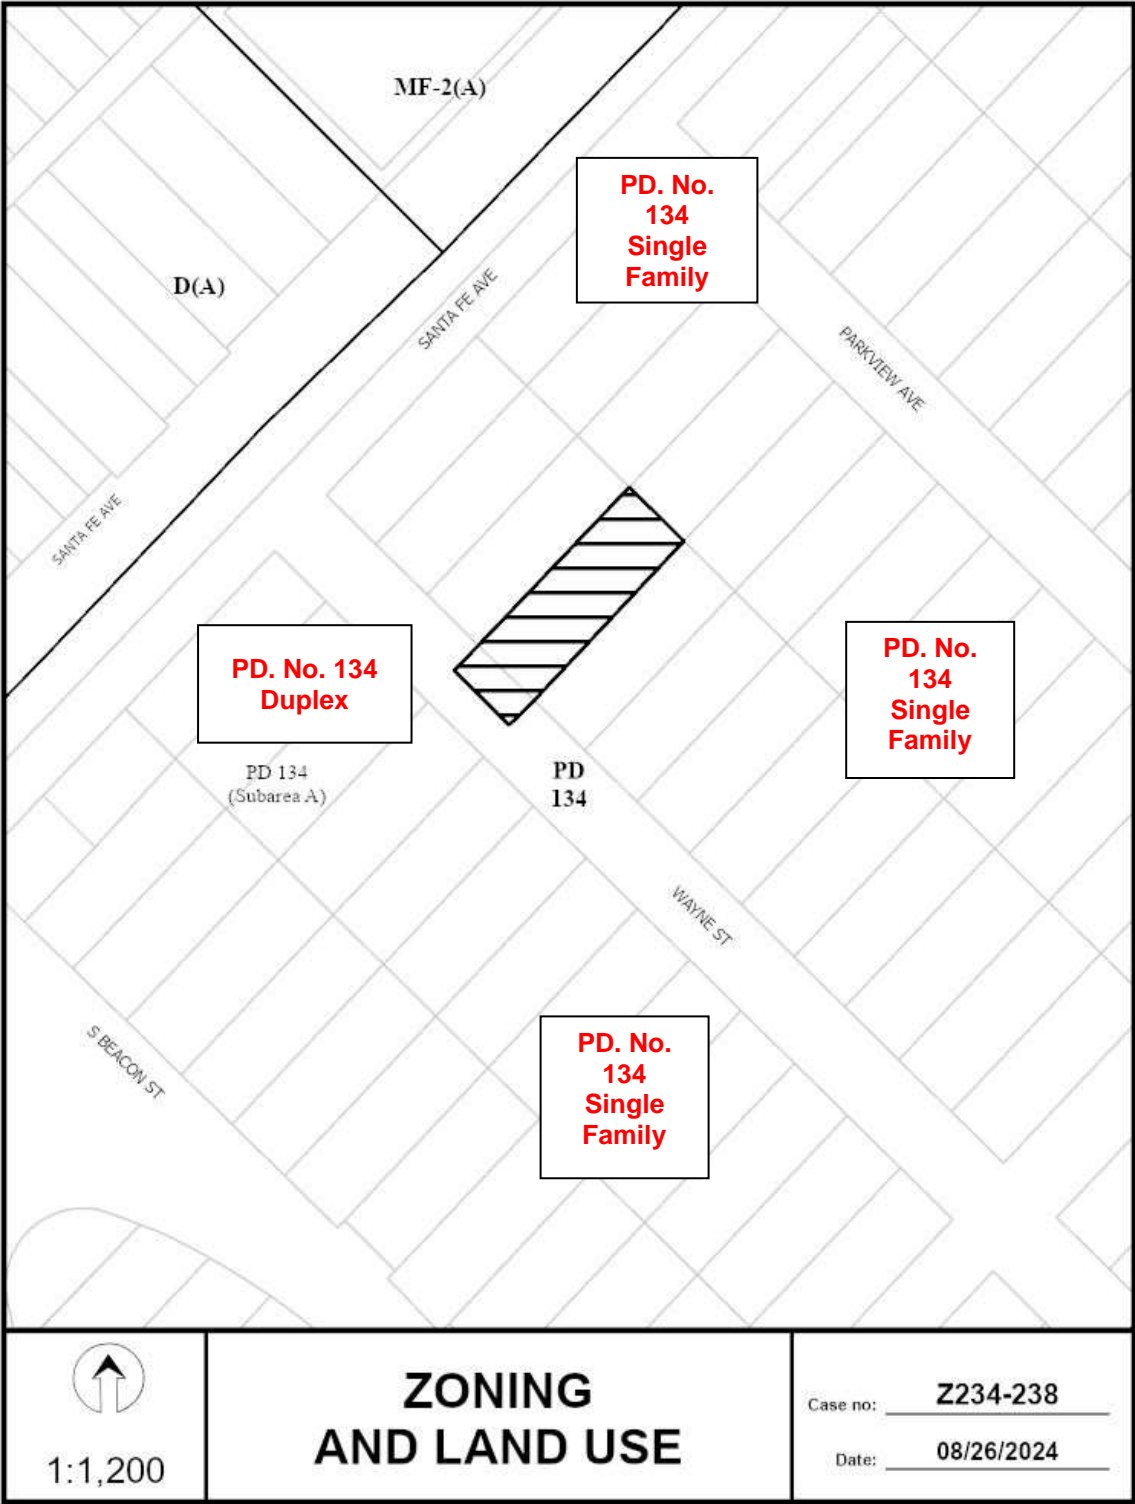 MF-2(A)
PD. No.
134
Single
Family
D(A)
SANTA FE AVE
PARKVIEW AVE
SANTA FE AVE
PD. No. 134
Duplex
PD. No.
134
Single
Family
PD 134
(Subarea A)
PD
134
WAYNE ST
S BEACON ST
PD. No.
134
Single
Family
1:1,200
ZONING
AND LAND USE
Case no: Z234-238
Date: 08/26/2024